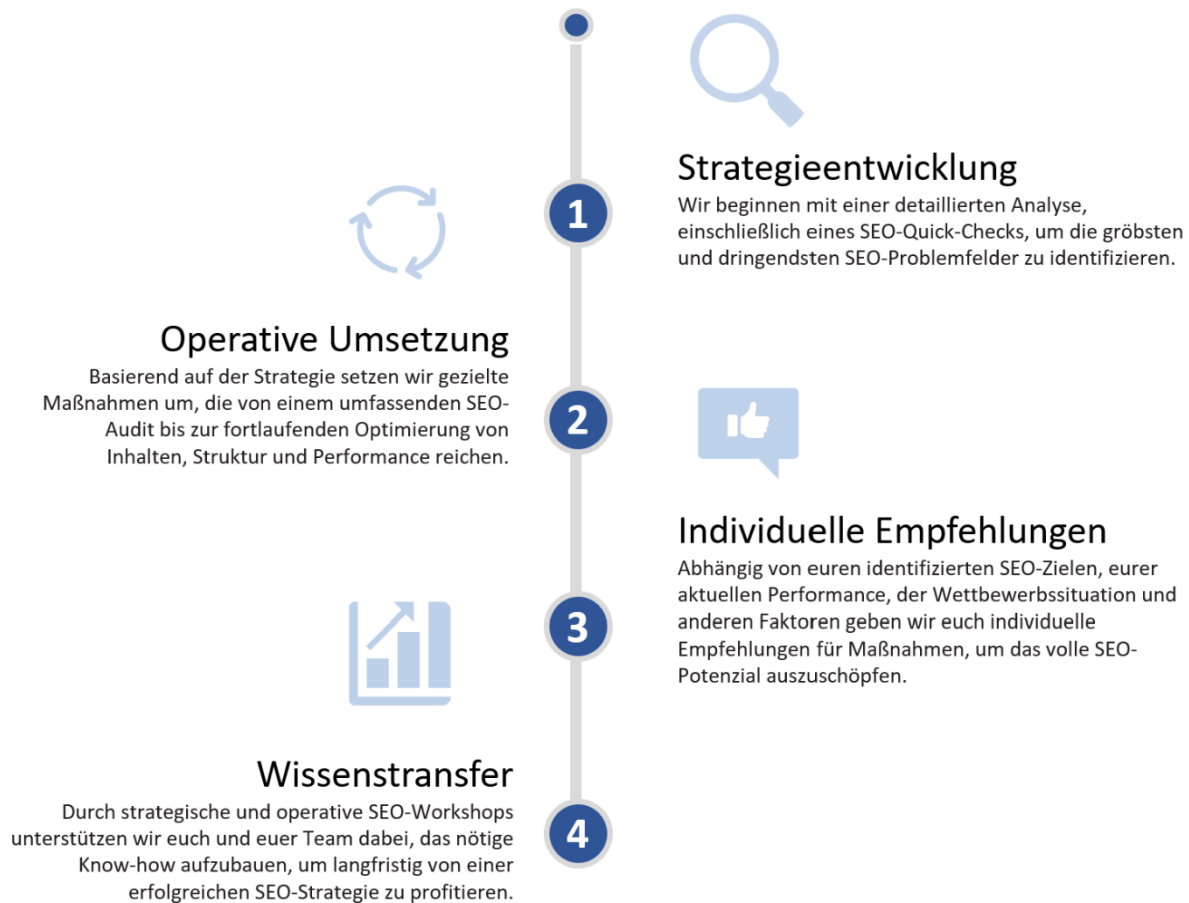 1
Strategieentwicklung
Wir beginnen mit einer detaillierten Analyse,
einschließlich eines SEO-Quick-Checks, um die gröbsten
und dringendsten SEO-Problemfelder zu identifizieren.
2
Operative Umsetzung
Basierend auf der Strategie setzen wir gezielte
Maßnahmen um, die von einem umfassenden SEO-
Audit bis zur fortlaufenden Optimierung von
Inhalten, Struktur und Performance reichen.
3
Individuelle Empfehlungen
Abhängig von euren identifizierten SEO-Zielen, eurer
aktuellen Performance, der Wettbewerbssituation und
anderen Faktoren geben wir euch individuelle
Empfehlungen für Maßnahmen, um das volle SEO-
Potenzial auszuschöpfen.
4
Wissenstransfer
Durch strategische und operative SEO-Workshops
unterstützen wir euch und euer Team dabei, das nötige
Know-how aufzubauen, um langfristig von einer
erfolgreichen SEO-Strategie zu profitieren.